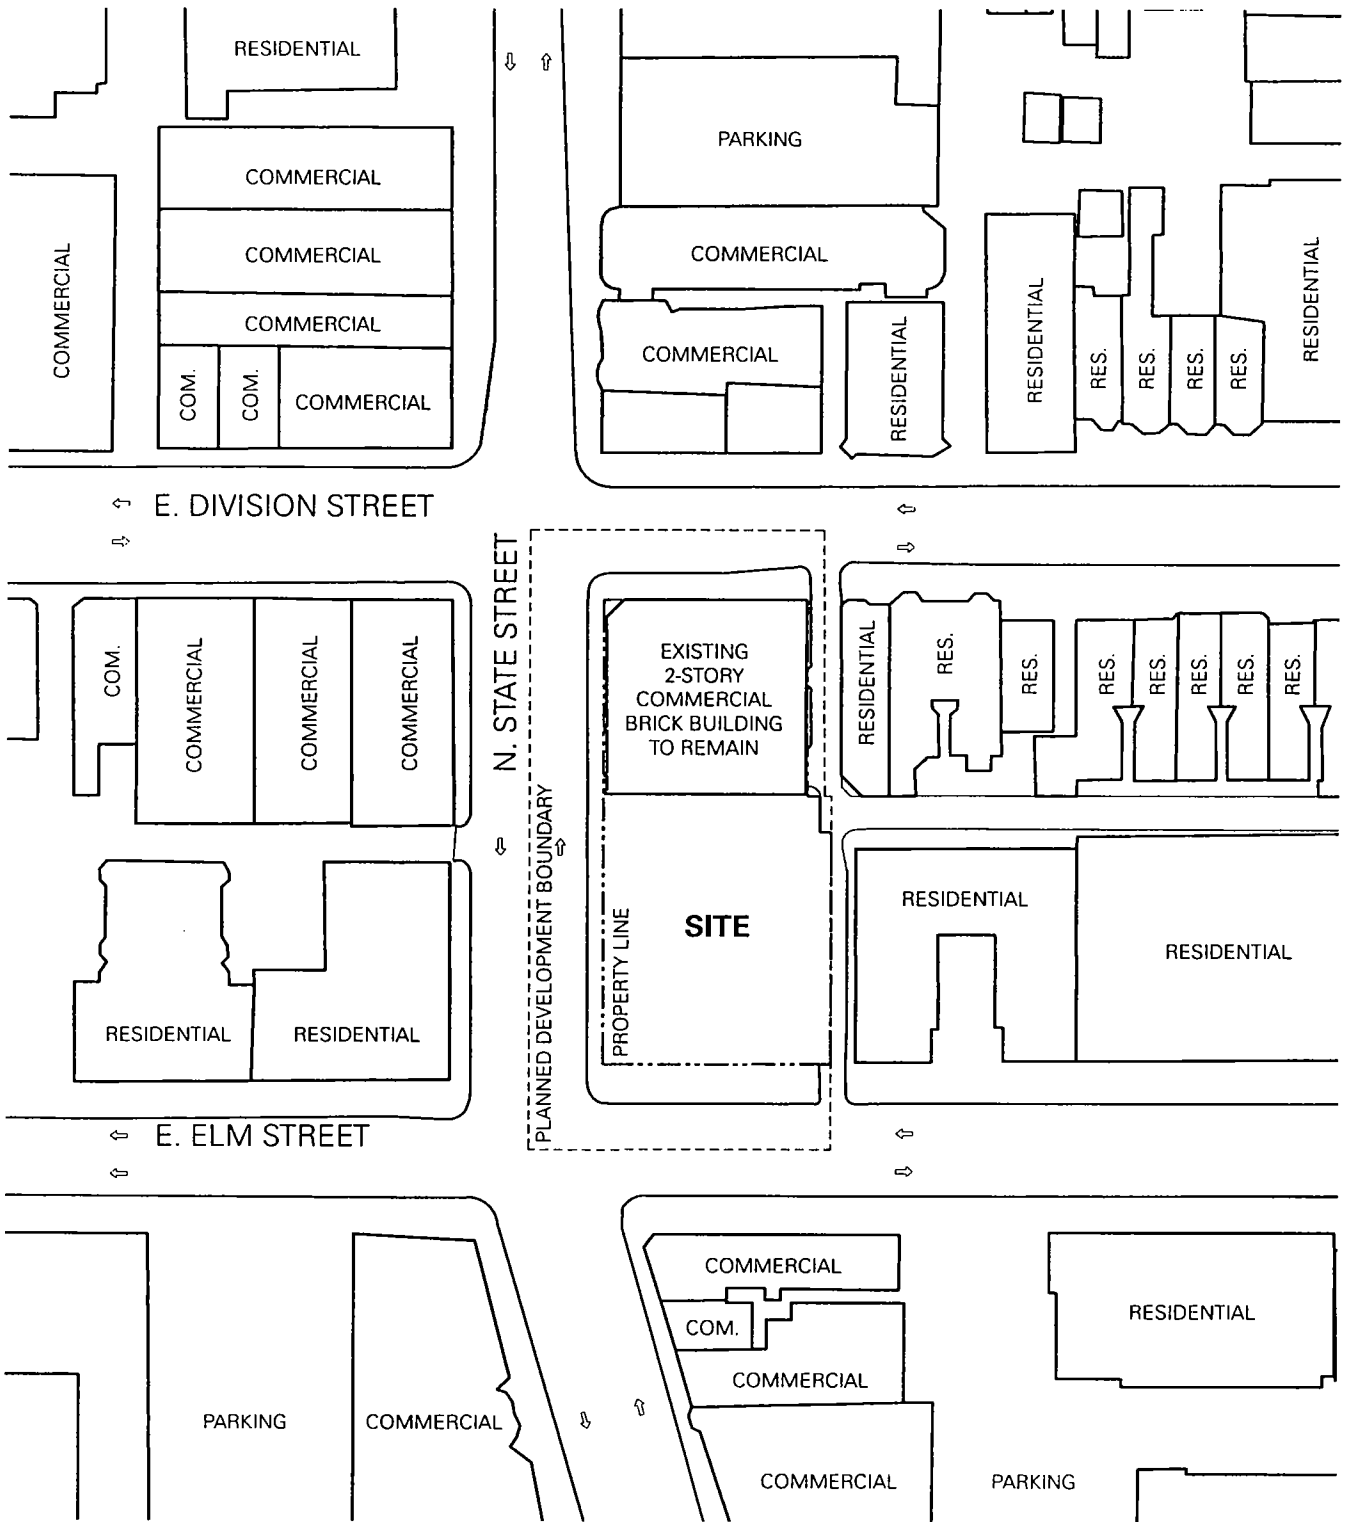 RESIDENTIAL
PARKING
COMMERCIAL
COMMERCIAL
COMMERCIAL
COMMERCIAL
COMMERCIAL
RESIDENTIAL
RESIDENTIAL
COMMERCIAL
COMMERCIAL
RESIDENTIAL
RES.
RES.
RES.
RES.
COM.
COM.
COMMERCIAL
RESIDENTIAL
E. DIVISION STREET
N. STATE STREET
COM.
COMMERCIAL
COMMERCIAL
COMMERCIAL
EXISTING
2-STORY
COMMERCIAL
BRICK BUILDING
TO REMAIN
RESIDENTIAL
RES.
RES.
RES.
RES.
RES.
RES.
RES.
PLANNED DEVELOPMENT BOUNDARY
PROPERTY LINE
SITE
RESIDENTIAL
RESIDENTIAL
RESIDENTIAL
RESIDENTIAL
E. ELM STREET
COMMERCIAL
COM.
RESIDENTIAL
COMMERCIAL
PARKING
COMMERCIAL
COMMERCIAL
PARKING